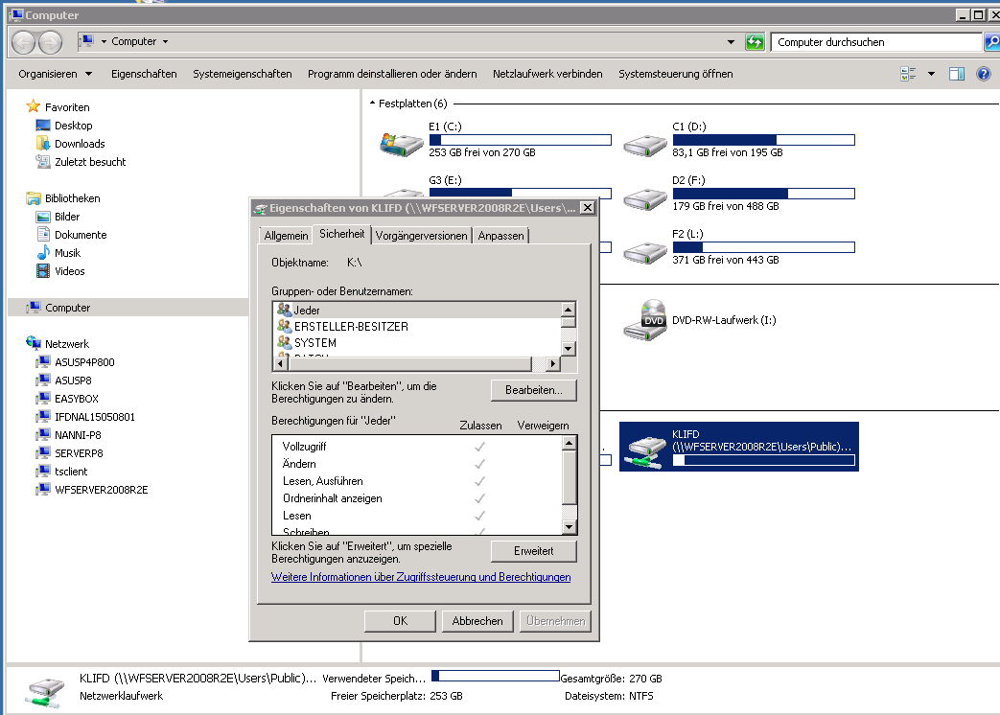 Computer
Computer
Computer durchsuchen
Organisieren
Eigenschaften
Systemeigenschaften
Programm deinstallieren oder ändern
Netzlaufwerk verbinden
Systemsteuerung öffnen
Favoriten
Desktop
Downloads
Zuletzt besucht
Bibliotheken
Bilder
Dokumente
Musik
Videos
Computer
Netzwerk
ASUSP4P800
ASUSP8
EASYBOX
IFDNAL15050801
NANNI-P8
SERVERP8
tsclient
WFSERVER2008R2E
Festplatten (6)
E1 (C:)
253 GB frei von 270 GB
C1 (D:)
83,1 GB frei von 195 GB
G3 (E:)
D2 (F:)
179 GB frei von 488 GB
F2 (L:)
371 GB frei von 443 GB
DVD
DVD-RW-Laufwerk (I:)
KLIFD
(\\WFSERVER2008R2E\Users\Public)...
Eigenschaften von KLIFD (\\WFSERVER2008R2E\Users\...
Allgemein
Sicherheit
Vorgängerversionen
Anpassen
Objektname: K:\
Gruppen- oder Benutzernamen:
Jeder
ERSTELLER-BESITZER
SYSTEM
Klicken Sie auf "Bearbeiten", um die
Berechtigungen zu ändern.
Bearbeiten...
Berechtigungen für "Jeder"
Zulassen
Verweigern
Vollzugriff
Ändern
Lesen, Ausführen
Ordnerinhalt anzeigen
Lesen
Schreiben
Klicken Sie auf "Erweitert", um spezielle
Berechtigungen anzuzeigen.
Erweitert
Weitere Informationen über Zugriffssteuerung und Berechtigungen
OK
Abbrechen
Übernehmen
KLIFD (\\WFSERVER2008R2E\Users\Public)...
Verwendeter Speich...
Gesamtgröße: 270 GB
Netzwerklaufwerk
Freier Speicherplatz: 253 GB
Dateisystem: NTFS